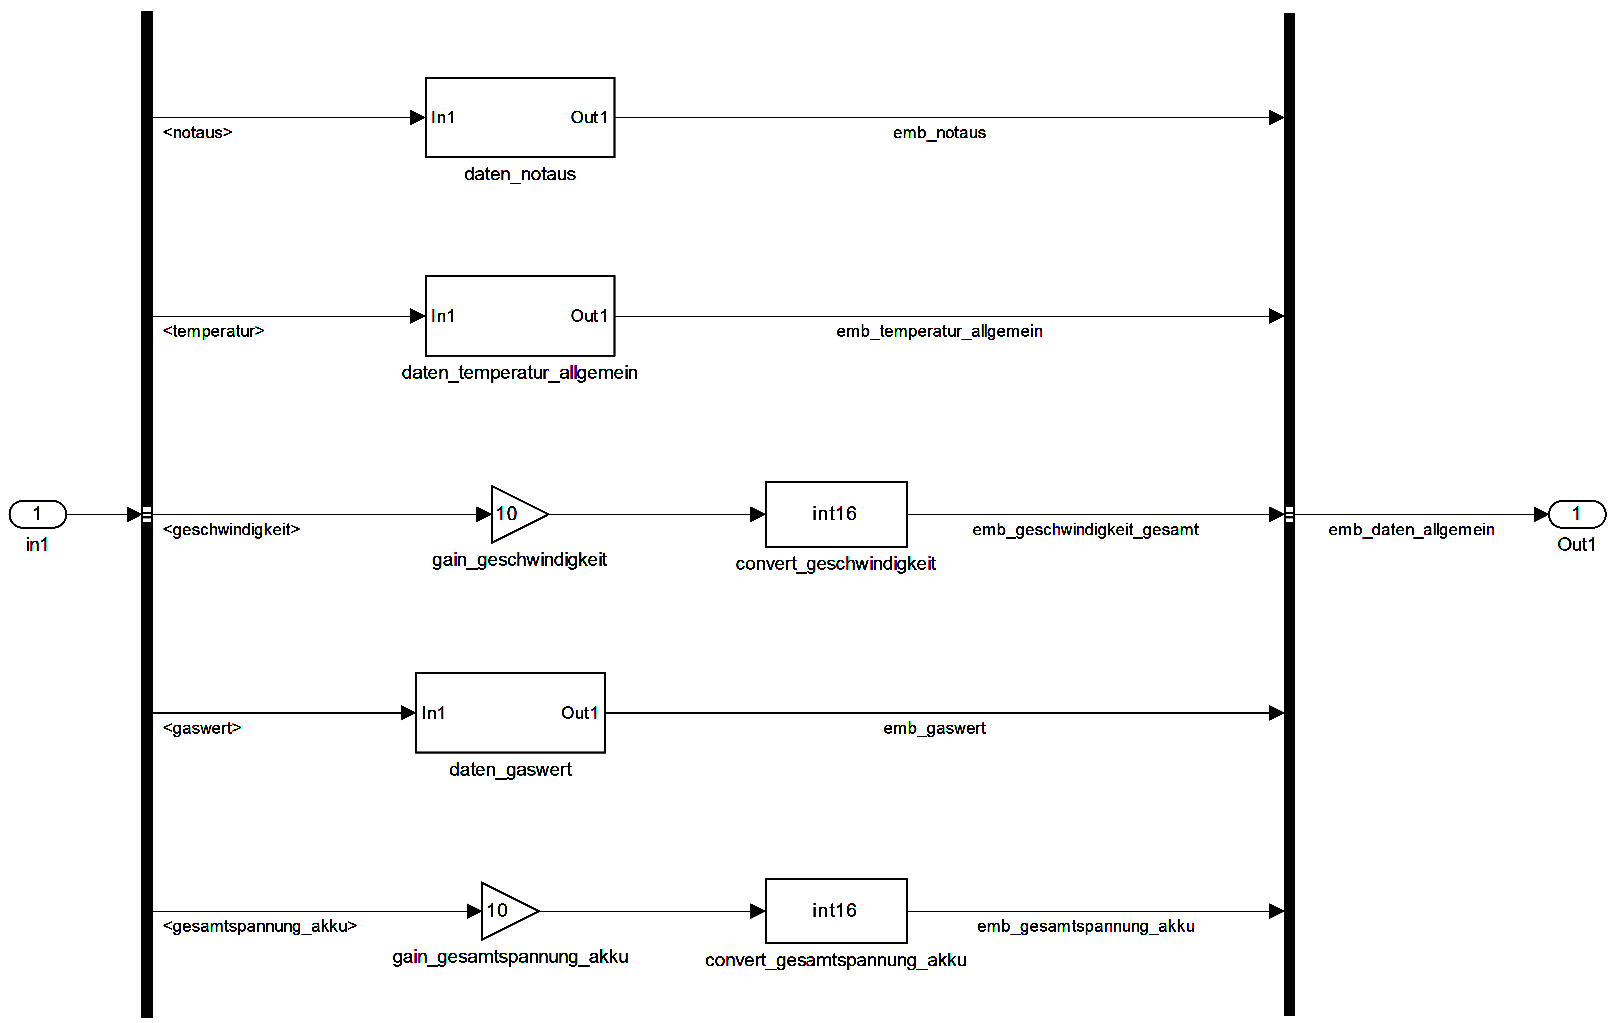 In1 Out1
<notaus> emb_notaus
daten_notaus
In1 Out1
<temperatur> emb_temperatur_allgemein
daten_temperatur_allgemein
1 10 int16 1
<geschwindigkeit> emb_geschwindigkeit_gesamt emb_daten_allgemein
in1 gain_geschwindigkeit convert_geschwindigkeit Out1
In1 Out1
<gaswert> emb_gaswert
daten_gaswert
10 int16
<gesamtspannung_akku> emb_gesamtspannung_akku
gain_gesamtspannung_akku convert_gesamtspannung_akku